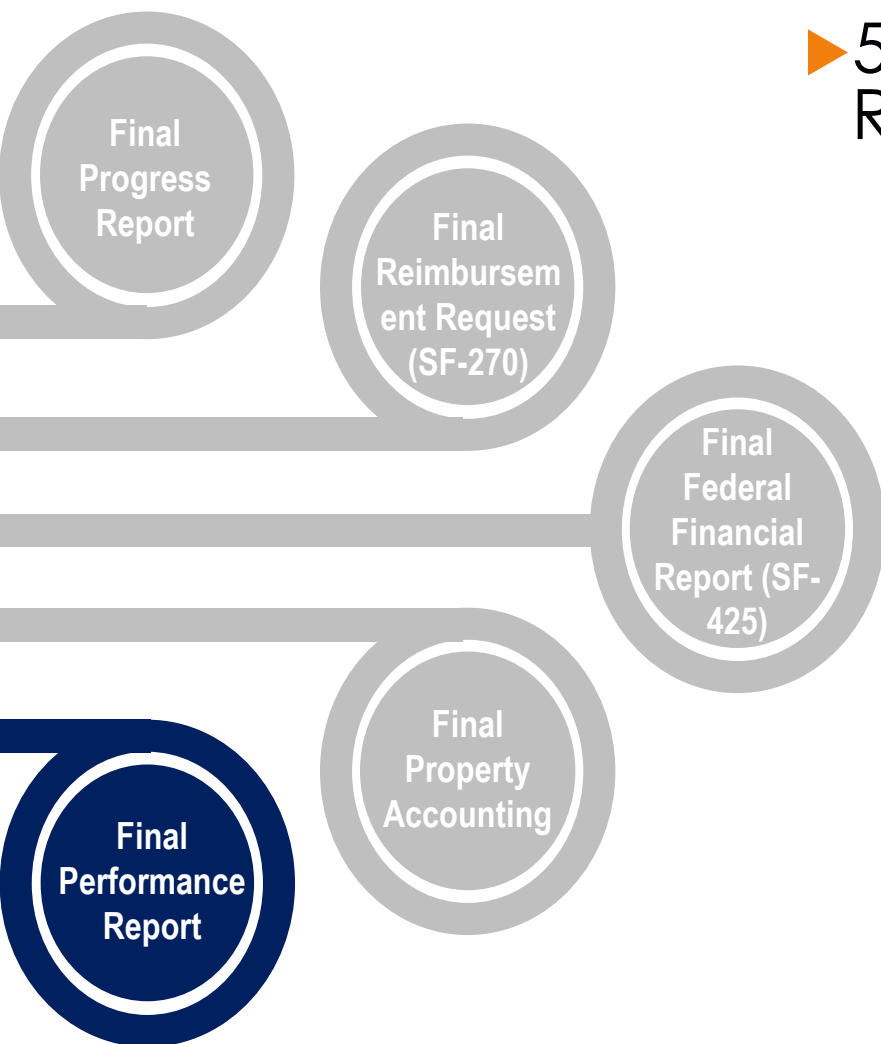 Final
Progress
Report
Final
Reimbursem
ent Request
(SF-270)
Final
Federal
Financial
Report (SF-
425)
Final
Property
Accounting
Final
Performance
Report
5
R